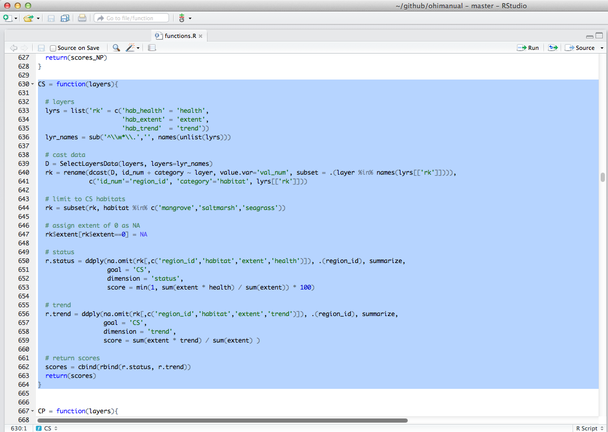 ~/github/ohimanual - master - RStudio
Go to file/function
functions.R
Source on Save
Run
Source
627 return(scores_NP)
628 }
629
630 CS = function(layers){
631
632 # layers
633 lyrs = list('rk' = c('hab_health' = 'health',
634 'hab_extent' = 'extent',
635 'hab_trend' = 'trend'))
636 lyr_names = sub('^\\w*\\.','', names(unlist(lyrs)))
637
638 # cast data
639 D = SelectLayersData(layers, layers=lyr_names)
640 rk = rename(dcast(D, id_num + category ~ layer, value.var='val_num', subset = .(layer %in% names(lyrs[['rk']]))),
641 c('id_num'='region_id', 'category'='habitat', lyrs[['rk']]))
642
643 # limit to CS habitats
644 rk = subset(rk, habitat %in% c('mangrove','saltmarsh','seagrass'))
645
646 # assign extent of 0 as NA
647 rk$extent[rk$extent==0] = NA
648
649 # status
650 r.status = ddply(na.omit(rk[,c('region_id','habitat','extent','health')]), .(region_id), summarize,
651 goal = 'CS',
652 dimension = 'status',
653 score = min(1, sum(extent * health) / sum(extent)) * 100)
654
655 # trend
656 r.trend = ddply(na.omit(rk[,c('region_id','habitat','extent','trend')]), .(region_id), summarize,
657 goal = 'CS',
658 dimension = 'trend',
659 score = sum(extent * trend) / sum(extent) )
660
661 # return scores
662 scores = cbind(rbind(r.status, r.trend))
663 return(scores)
664 }
665
666
667 CP = function(layers){
668
630:1 CS R Script